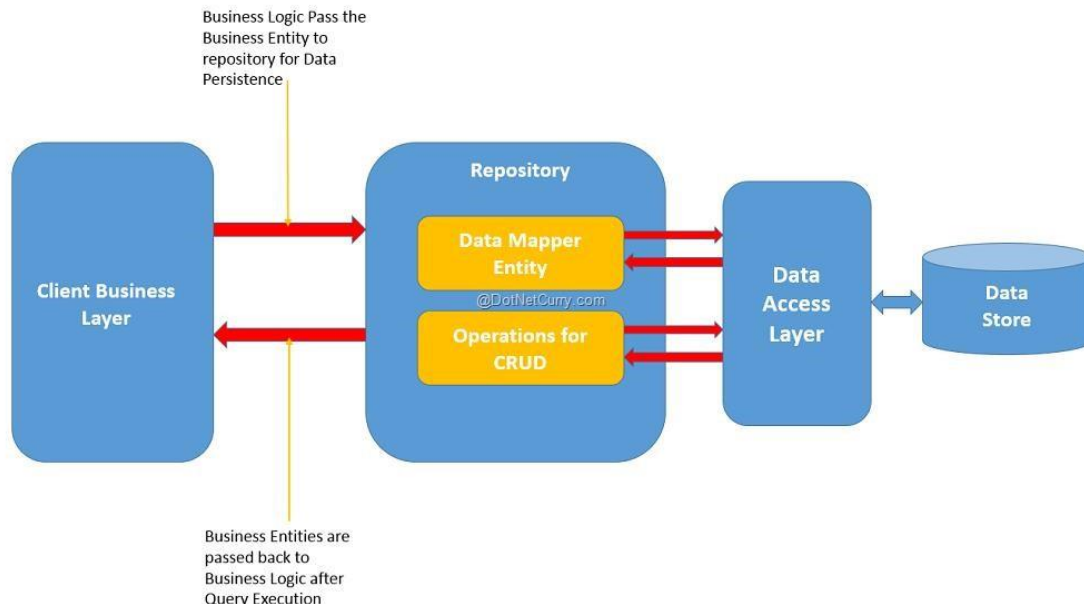 Business Logic Pass the
Business Entity to
repository for Data
Persistence
Client Business
Layer
Repository
Data Mapper
Entity
@DotNetCurry.com
Operations for
CRUD
Data
Access
Layer
Data
Store
Business Entities are
passed back to
Business Logic after
Query Execution